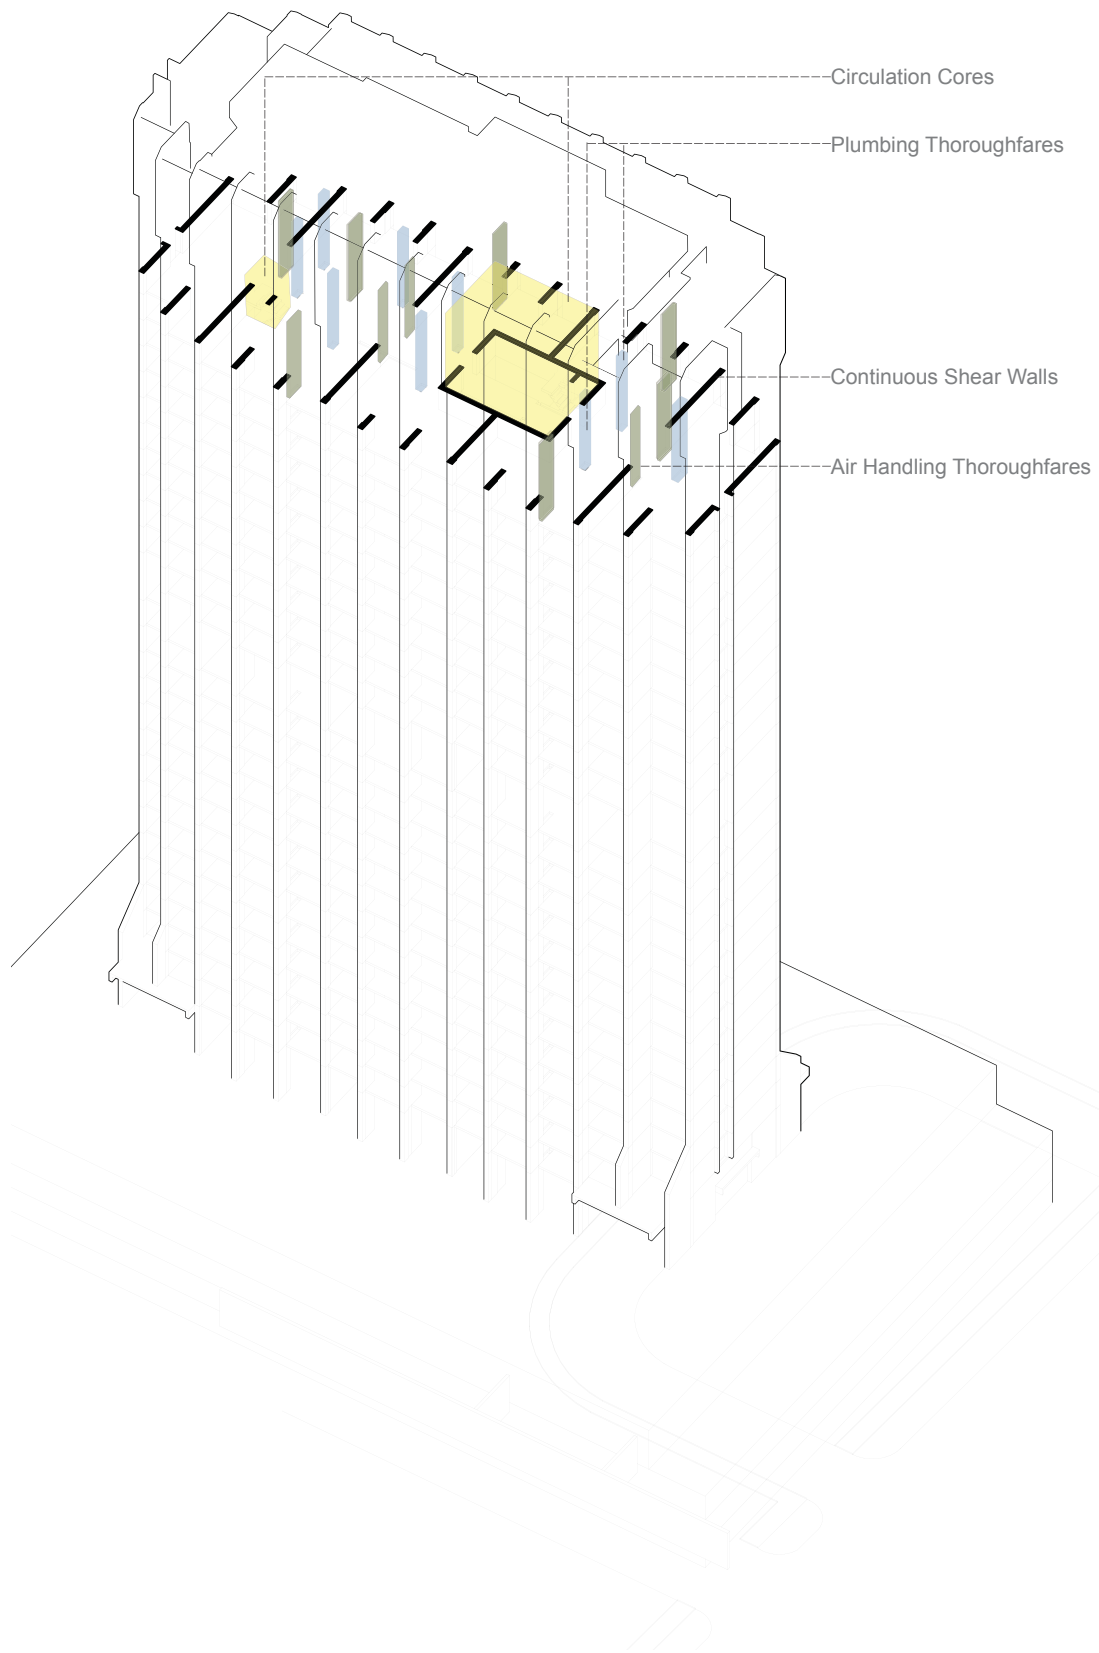 Circulation Cores
Plumbing Thoroughfares
Continuous Shear Walls
Air Handling Thoroughfares